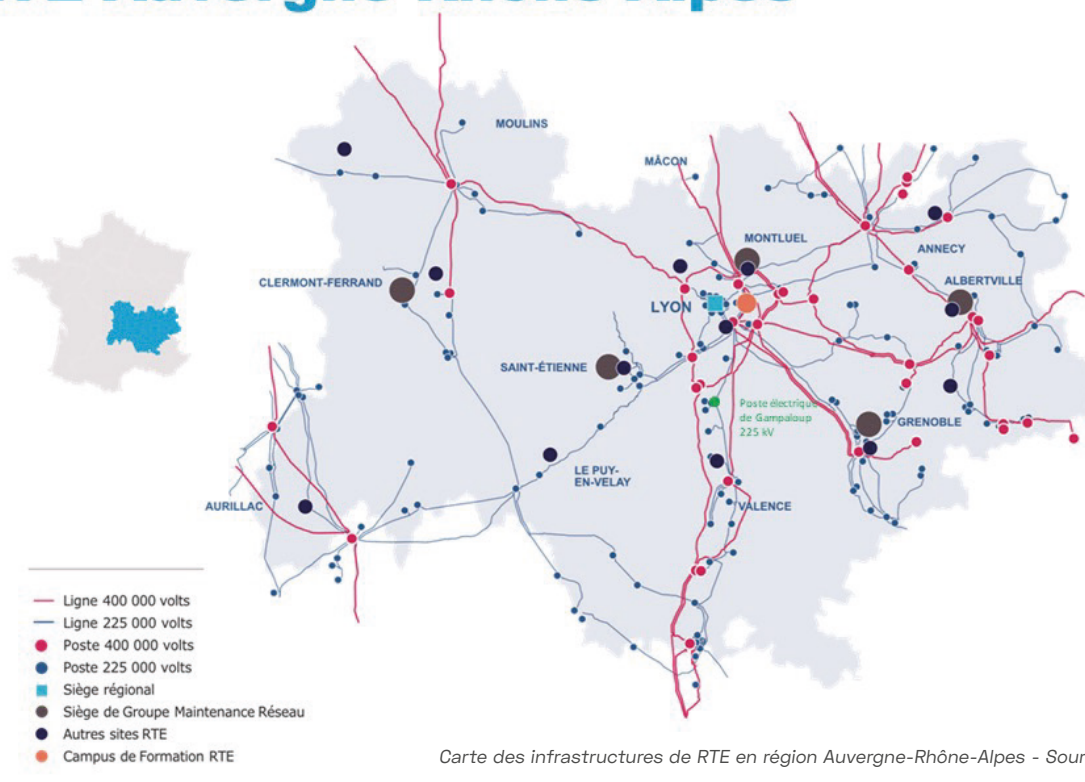 Auvergne Rhône Alpes
MOULINS
MÂCON
MONTLUEL
ANNECY
CLERMONT-FERRAND
ALBERTVILLE
LYON
SAINT-ÉTIENNE
Poste électrique
de Gampaloup
225 kV
GRENOBLE
LE PUY-
EN-VELAY
AURILLAC
VALENCE
Ligne 400 000 volts
Ligne 225 000 volts
Poste 400 000 volts
Poste 225 000 volts
Siège régional
Siège de Groupe Maintenance Réseau
Autres sites RTE
Campus de Formation RTE
Carte des infrastructures de RTE en région Auvergne-Rhône-Alpes - Sour